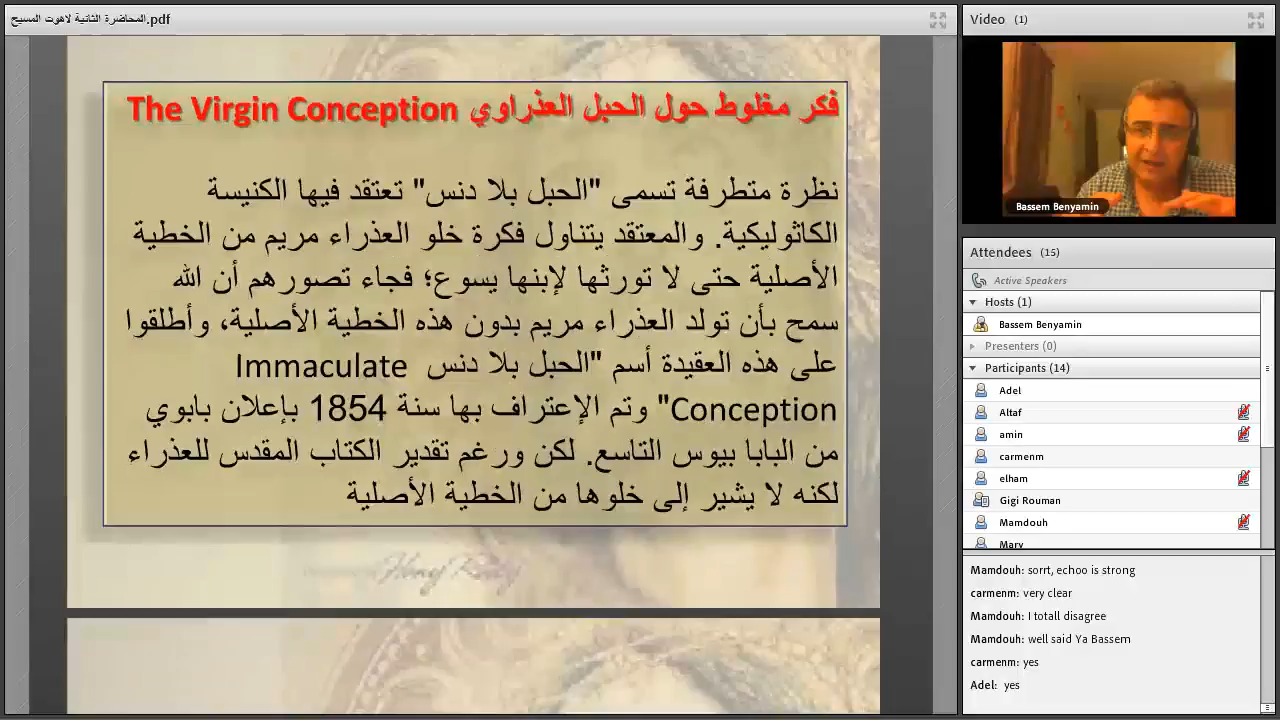 المحاضرة الثانية لاهوت المسيح.pdf
فكر مغلوط حول الحبل العذراوي The Virgin Conception
نظرة متطرفة تسمى "الحبل بلا دنس" تعتقد فيها الكنيسة
الكاثوليكية. والمعتقد يتناول فكرة خلو العذراء مريم من الخطية
الأصلية حتى لا تورثها لإبنها يسوع؛ فجاء تصورهم أن الله
سمح بأن تولد العذراء مريم بدون هذه الخطية الأصلية، وأطلقوا
على هذه العقيدة أسم "الحبل بلا دنس Immaculate
Conception" وتم الإعتراف بها سنة 1854 بإعلان بابوي
من البابا بيوس التاسع. لكن ورغم تقدير الكتاب المقدس للعذراء
لكنه لا يشير إلى خلوها من الخطية الأصلية
Video (1)
Bassem Benyamin
Attendees (15)
Active Speakers
Hosts (1)
Bassem Benyamin
Presenters (0)
Participants (14)
Adel
Altaf
amin
carmenm
elham
Gigi Rouman
Mamdouh
Mary
Mamdouh: sorrt, echoo is strong
carmenm: very clear
Mamdouh: I totall disagree
Mamdouh: well said Ya Bassem
carmenm: yes
Adel: yes